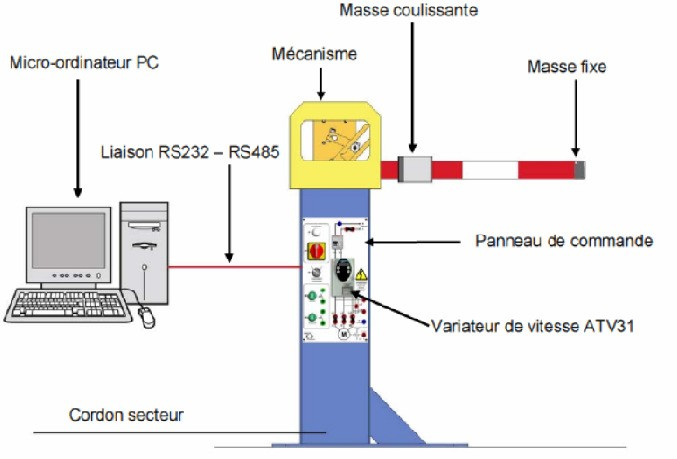 Masse coulissante
Micro-ordinateur PC
Mécanisme
Masse fixe
Liaison RS232 – RS485
Panneau de commande
Variateur de vitesse ATV31
M
Cordon secteur